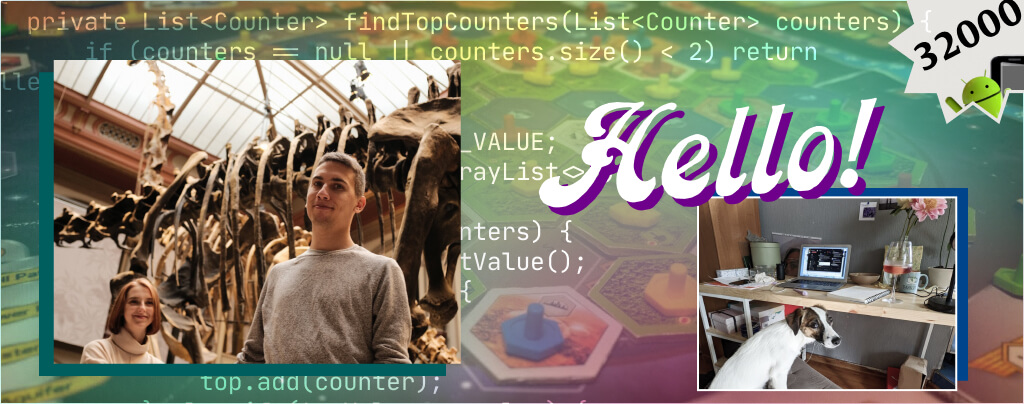 private List<Counter> findTopCounters(List<Counter> counters) {
if (counters == null || counters.size() < 2) return
32000
_VALUE;
rayList<>
Hello!
nters) {
tValue();
{
top.add(counter);